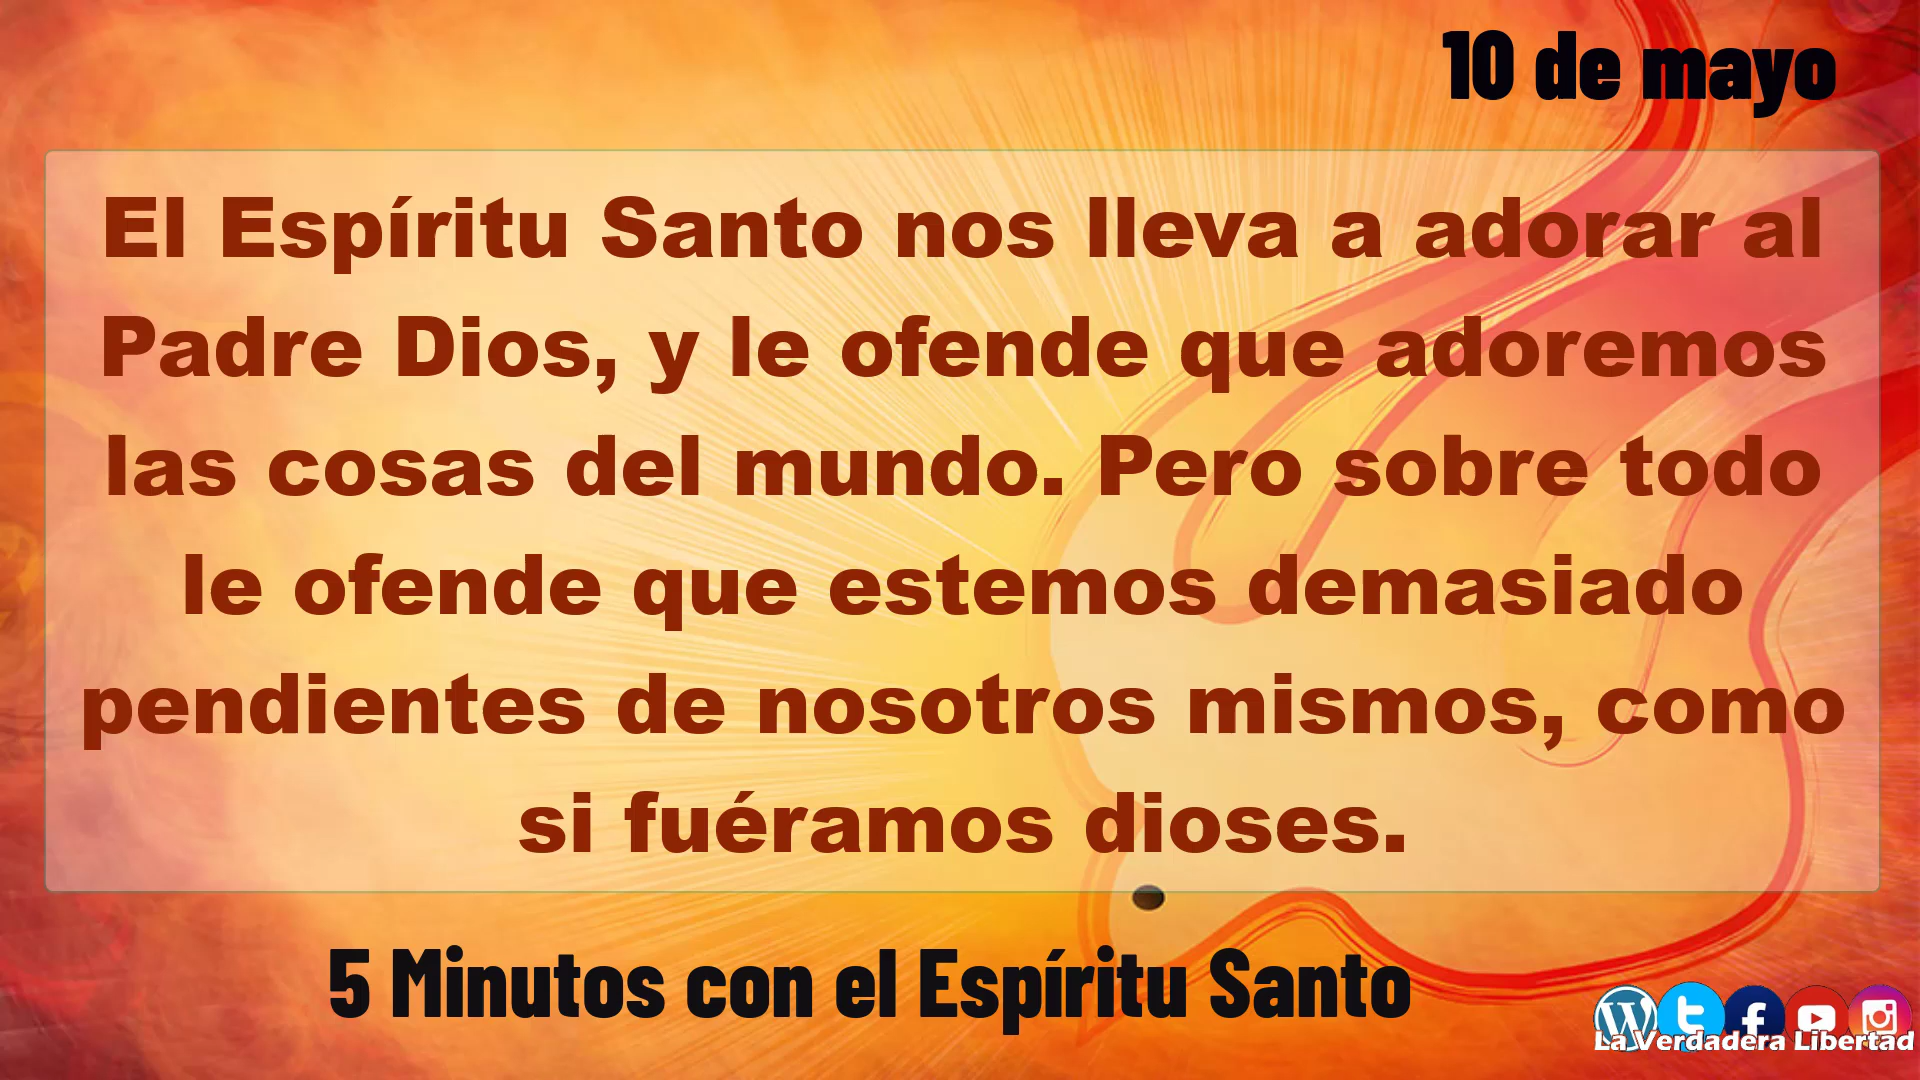 10 de mayo
El Espíritu Santo nos lleva a adorar al
Padre Dios, y le ofende que adoremos
las cosas del mundo. Pero sobre todo
le ofende que estemos demasiado
pendientes de nosotros mismos, como
si fuéramos dioses.
5 Minutos con el Espíritu Santo
La Verdadera Libertad